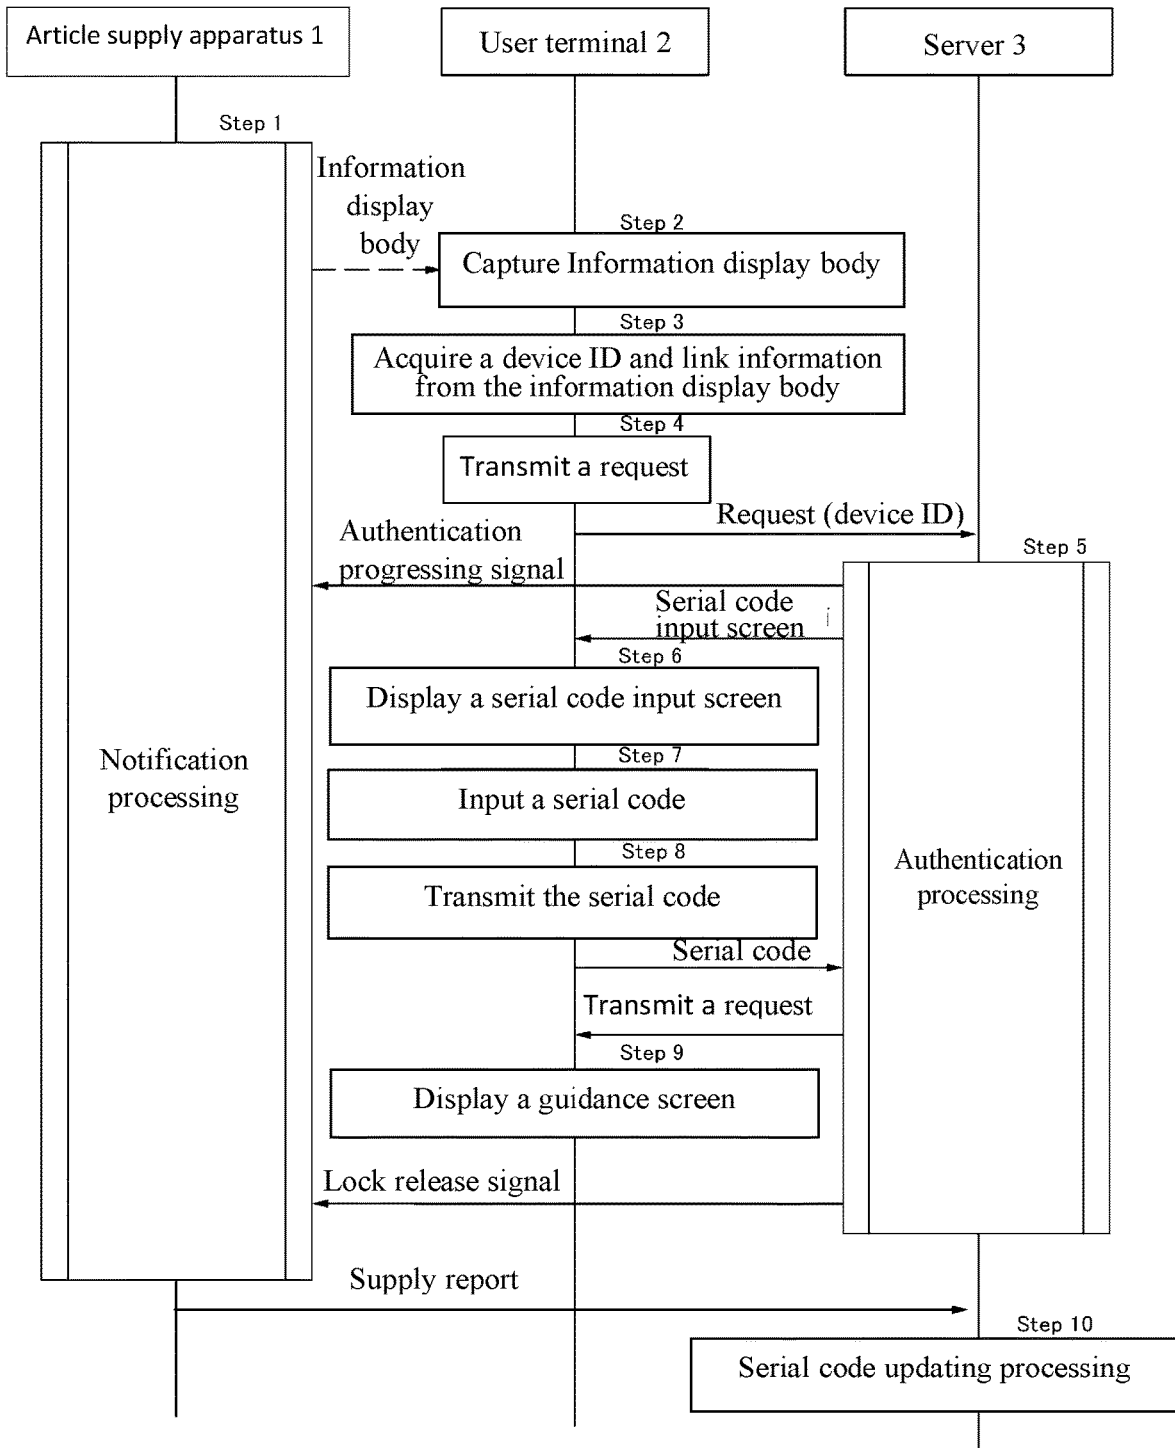 Article supply apparatus 1
User terminal 2
Server 3
Step 1
Information
display
body
Step 2
Capture Information display body
Step 3
Acquire a device ID and link information
from the information display body
Step 4
Transmit a request
Request (device ID)
Authentication
progressing signal
Step 5
Serial code
input screen
Step 6
Display a serial code input screen
Step 7
Notification
processing
Input a serial code
Step 8
Authentication
processing
Transmit the serial code
Serial code
Transmit a request
Step 9
Display a guidance screen
Lock release signal
Supply report
Step 10
Serial code updating processing